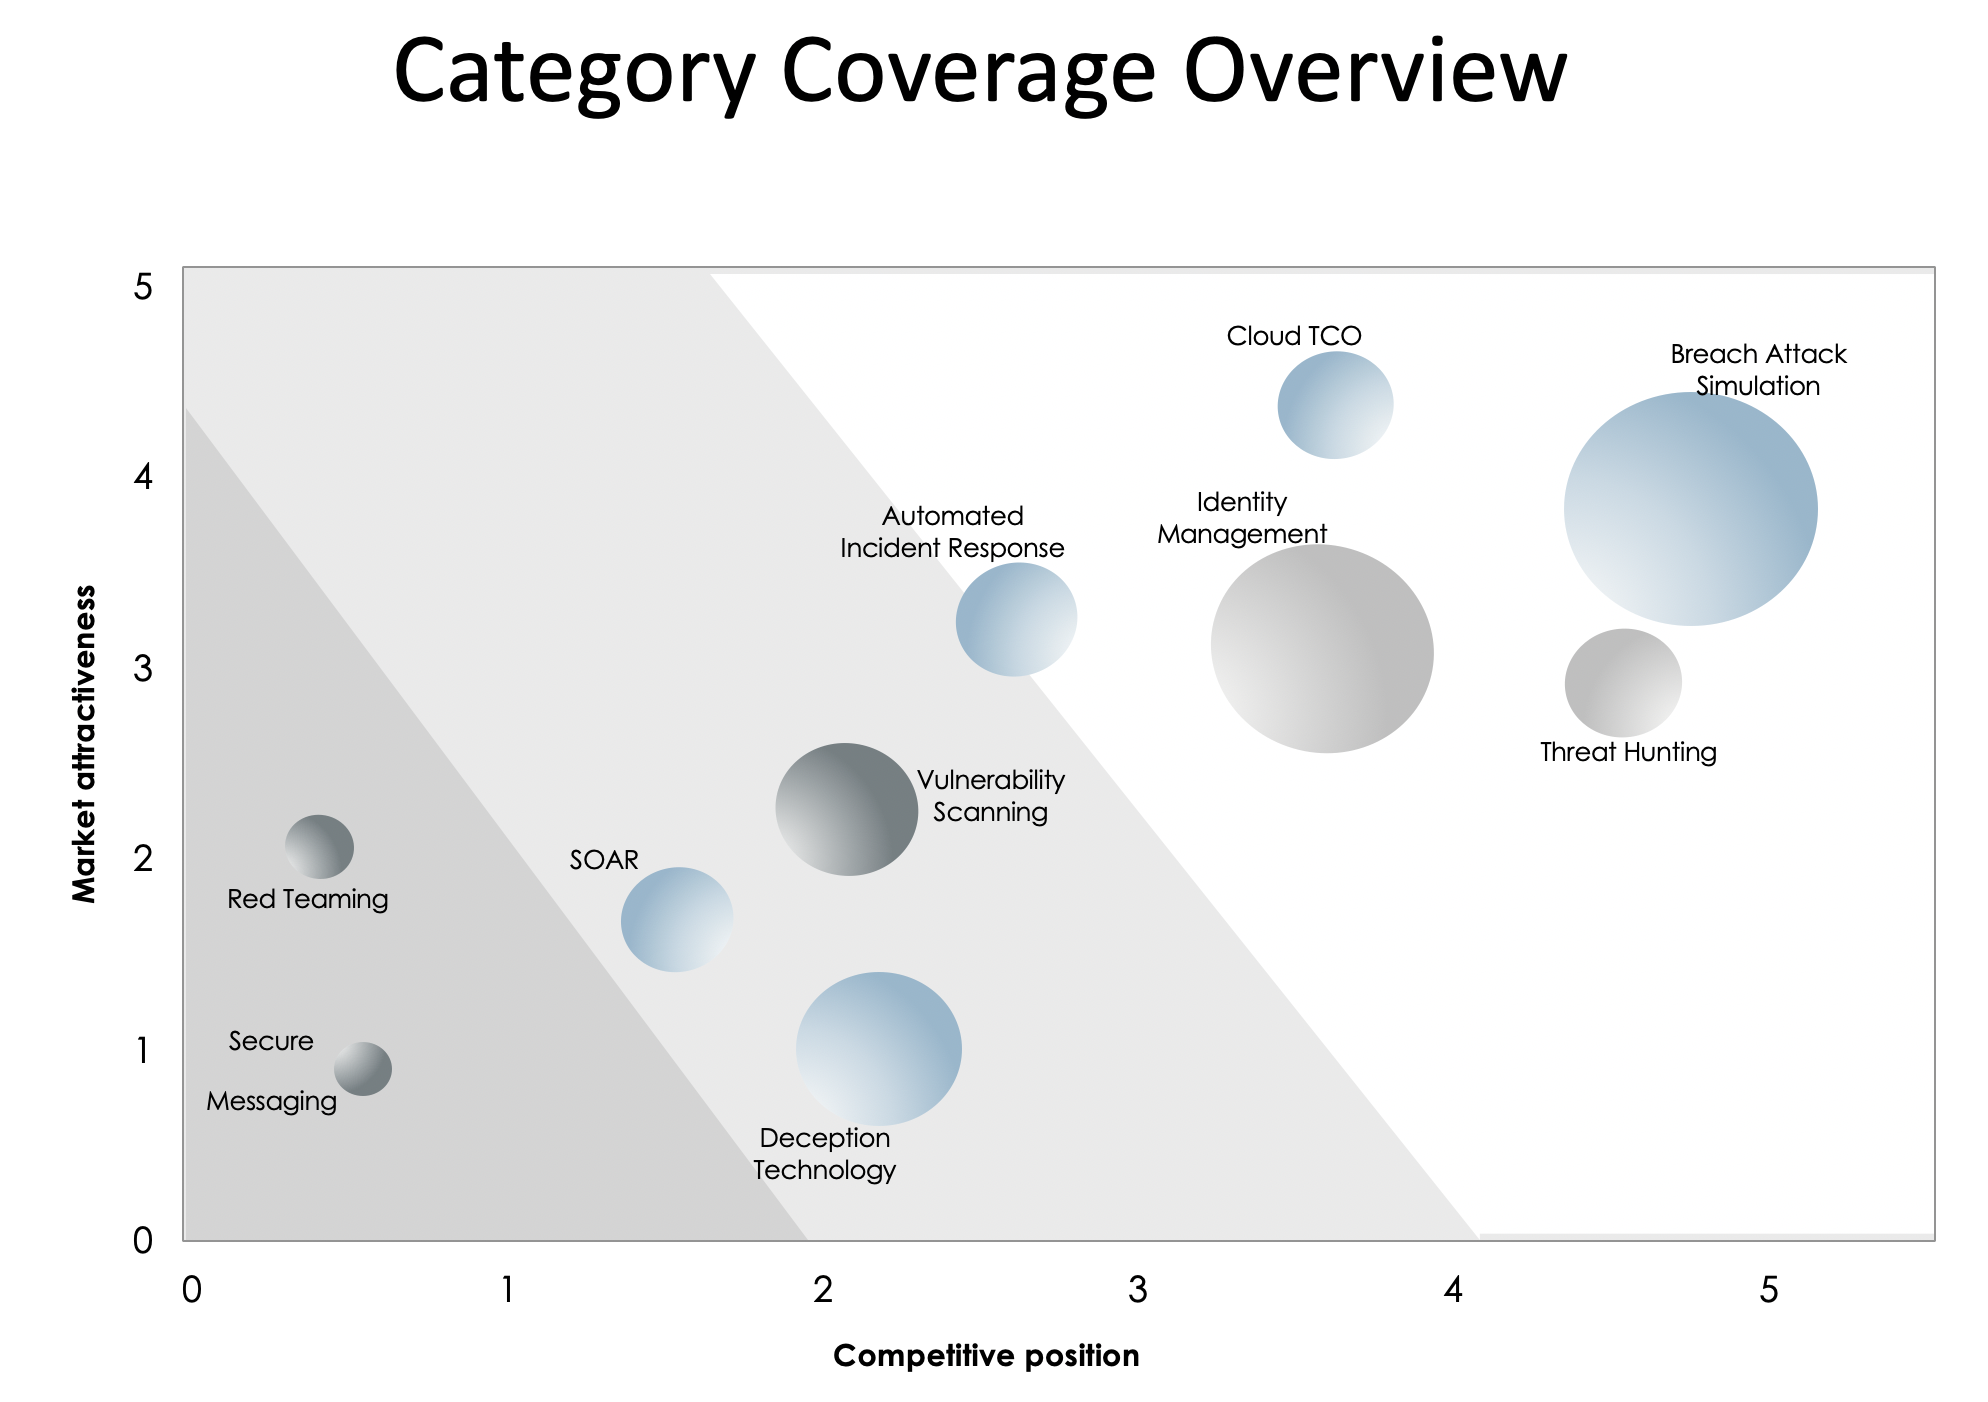 Category Coverage Overview
5
4
3
2
1
0
Market attractiveness
Cloud TCO
Breach Attack
Simulation
Identity
Management
Automated
Incident Response
Threat Hunting
Vulnerability
Scanning
SOAR
Red Teaming
Secure
Messaging
Deception
Technology
0
1
2
3
4
5
Competitive position